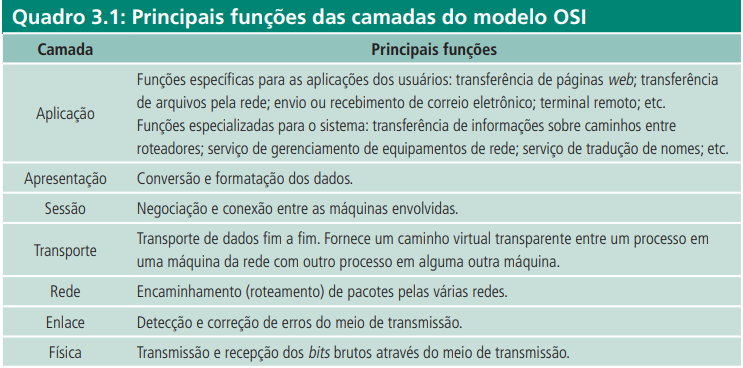 Quadro 3.1: Principais funções das camadas do modelo OSI
Camada Principais funções
Aplicação
Funções específicas para as aplicações dos usuários: transferência de páginas web; transferência
de arquivos pela rede; envio ou recebimento de correio eletrônico; terminal remoto; etc.
Funções especializadas para o sistema: transferência de informações sobre caminhos entre
roteadores; serviço de gerenciamento de equipamentos de rede; serviço de tradução de nomes; etc.
Apresentação Conversão e formatação dos dados.
Sessão Negociação e conexão entre as máquinas envolvidas.
Transporte
Transporte de dados fim a fim. Fornece um caminho virtual transparente entre um processo em
uma máquina da rede com outro processo em alguma outra máquina.
Rede Encaminhamento (roteamento) de pacotes pelas várias redes.
Enlace Detecção e correção de erros do meio de transmissão.
Física Transmissão e recepção dos bits brutos através do meio de transmissão.